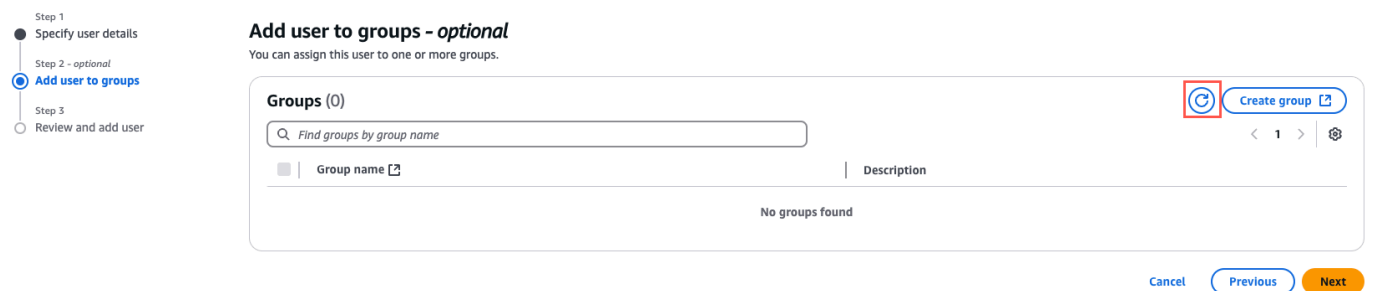 Step 1
Specify user details
Step 2 - optional
Add user to groups
Step 3
Review and add user
Add user to groups - optional
You can assign this user to one or more groups.
Groups (0)
Create group
Find groups by group name
1
Group name
Description
No groups found
Cancel
Previous
Next